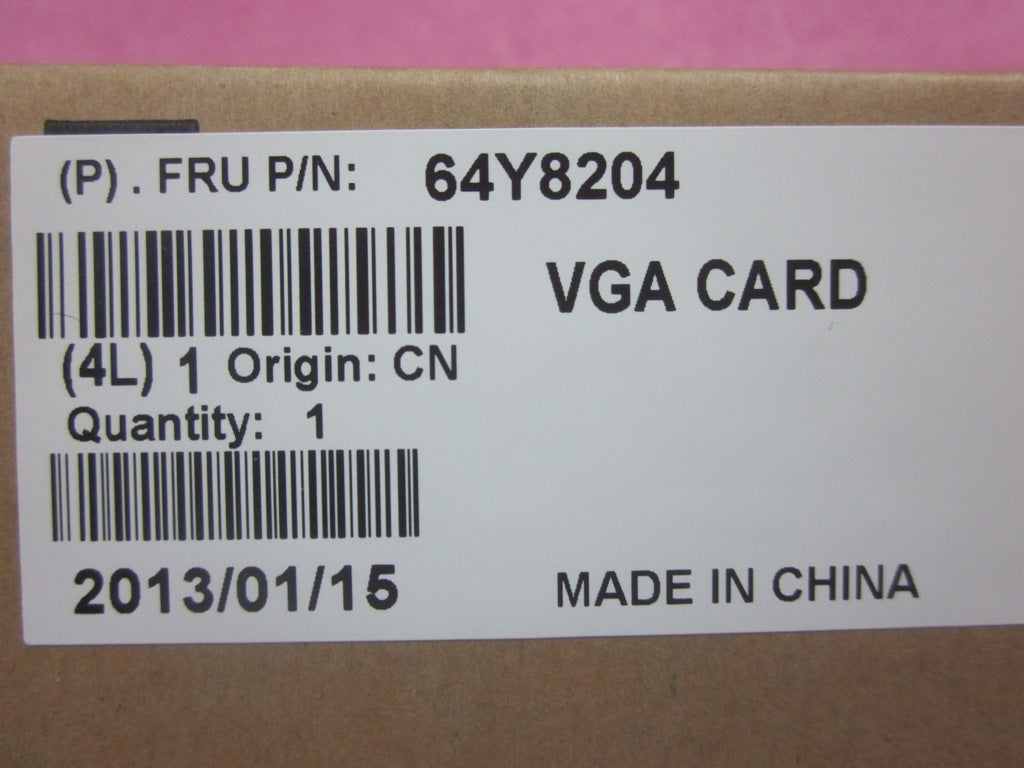 (P) . FRU P/N: 64Y8204
VGA CARD
(4L) 1 Origin: CN
Quantity: 1
2013/01/15
MADE IN CHINA